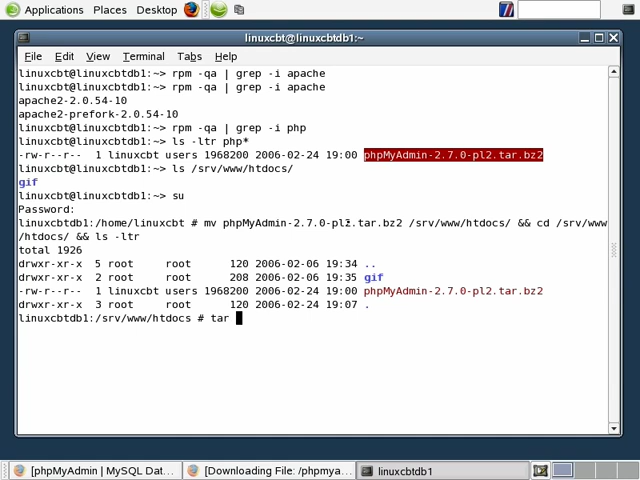 Applications Places Desktop
linuxcbt@linuxcbtdb1:~
File Edit View Terminal Tabs Help
linuxcbt@linuxcbtdb1:~> rpm -qa | grep -i apache
linuxcbt@linuxcbtdb1:~> rpm -qa | grep -i apache
apache2-2.0.54-10
apache2-prefork-2.0.54-10
linuxcbt@linuxcbtdb1:~> rpm -qa | grep -i php
linuxcbt@linuxcbtdb1:~> ls -ltr php*
-rw-r--r-- 1 linuxcbt users 1968200 2006-02-24 19:00 phpMyAdmin-2.7.0-pl2.tar.bz2
linuxcbt@linuxcbtdb1:~> ls /srv/www/htdocs/
gif
linuxcbt@linuxcbtdb1:~> su
Password:
linuxcbtdb1:/home/linuxcbt # mv phpMyAdmin-2.7.0-pl2.tar.bz2 /srv/www/htdocs/ && cd /srv/www
/htdocs/ && ls -ltr
total 1926
drwxr-xr-x 5 root root 120 2006-02-06 19:34 ..
drwxr-xr-x 2 root root 208 2006-02-06 19:35 gif
-rw-r--r-- 1 linuxcbt users 1968200 2006-02-24 19:00 phpMyAdmin-2.7.0-pl2.tar.bz2
drwxr-xr-x 3 root root 120 2006-02-24 19:07 .
linuxcbtdb1:/srv/www/htdocs # tar
[phpMyAdmin | MySQL Dat... [Downloading File: /phpmya... linuxcbtdb1